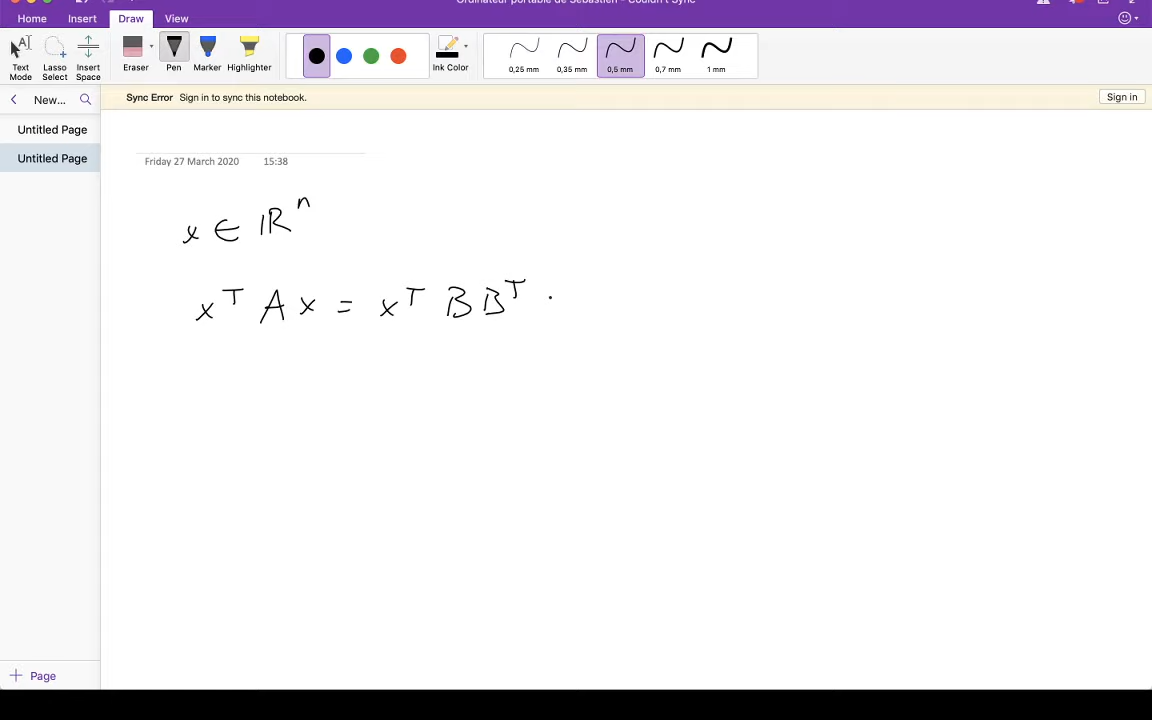 Ordinateur portable de Sébastien - Couldn't Sync
Home Insert Draw View
Text Mode
Lasso Select
Insert Space
Eraser
Pen
Marker
Highlighter
Ink Color
0,25 mm
0,35 mm
0,5 mm
0,7 mm
1 mm
New...
Sync Error Sign in to sync this notebook.
Sign in
Untitled Page
Untitled Page
Friday 27 March 2020 15:38
x ∈ ℝⁿ
xᵀ A x = xᵀ B Bᵀ ·
+ Page